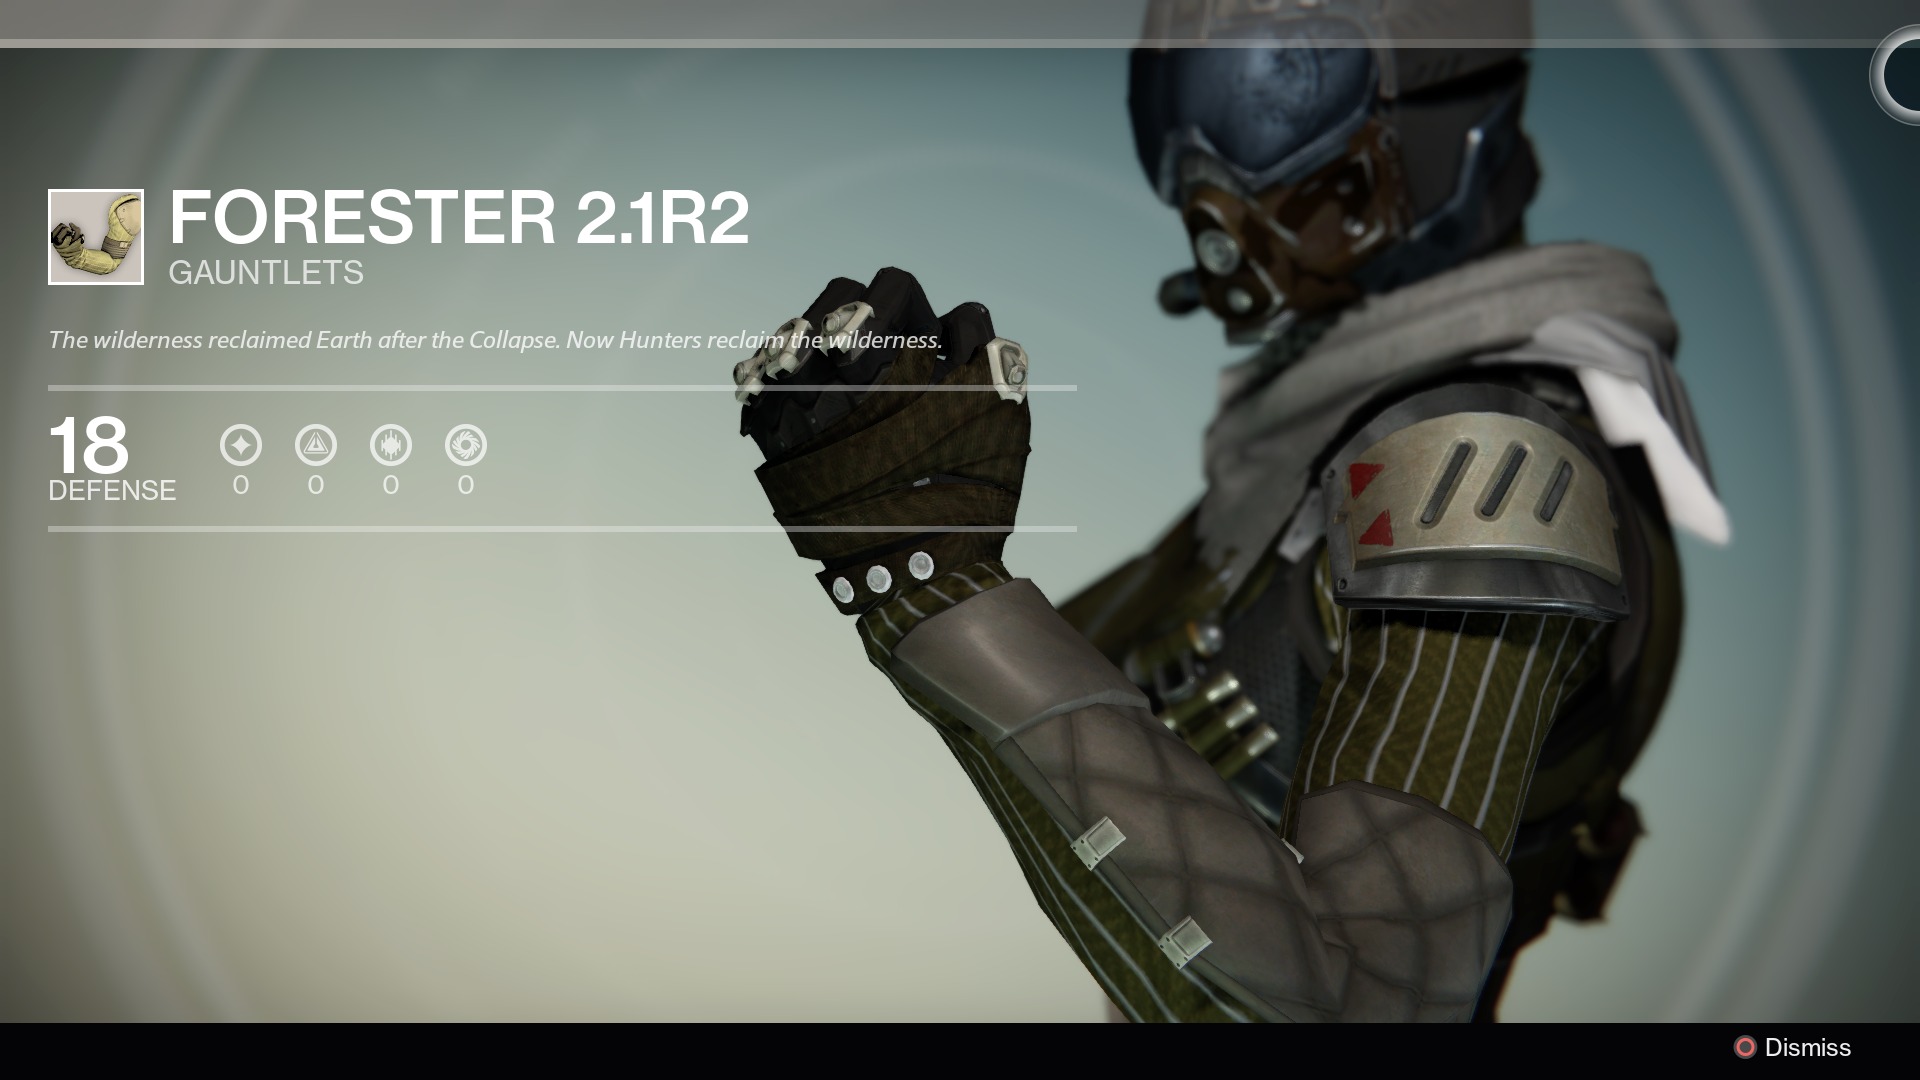 FORESTER 2.1R2
GAUNTLETS
The wilderness reclaimed Earth after the Collapse. Now Hunters reclaim the wilderness.
18
DEFENSE
0 0 0 0
Dismiss